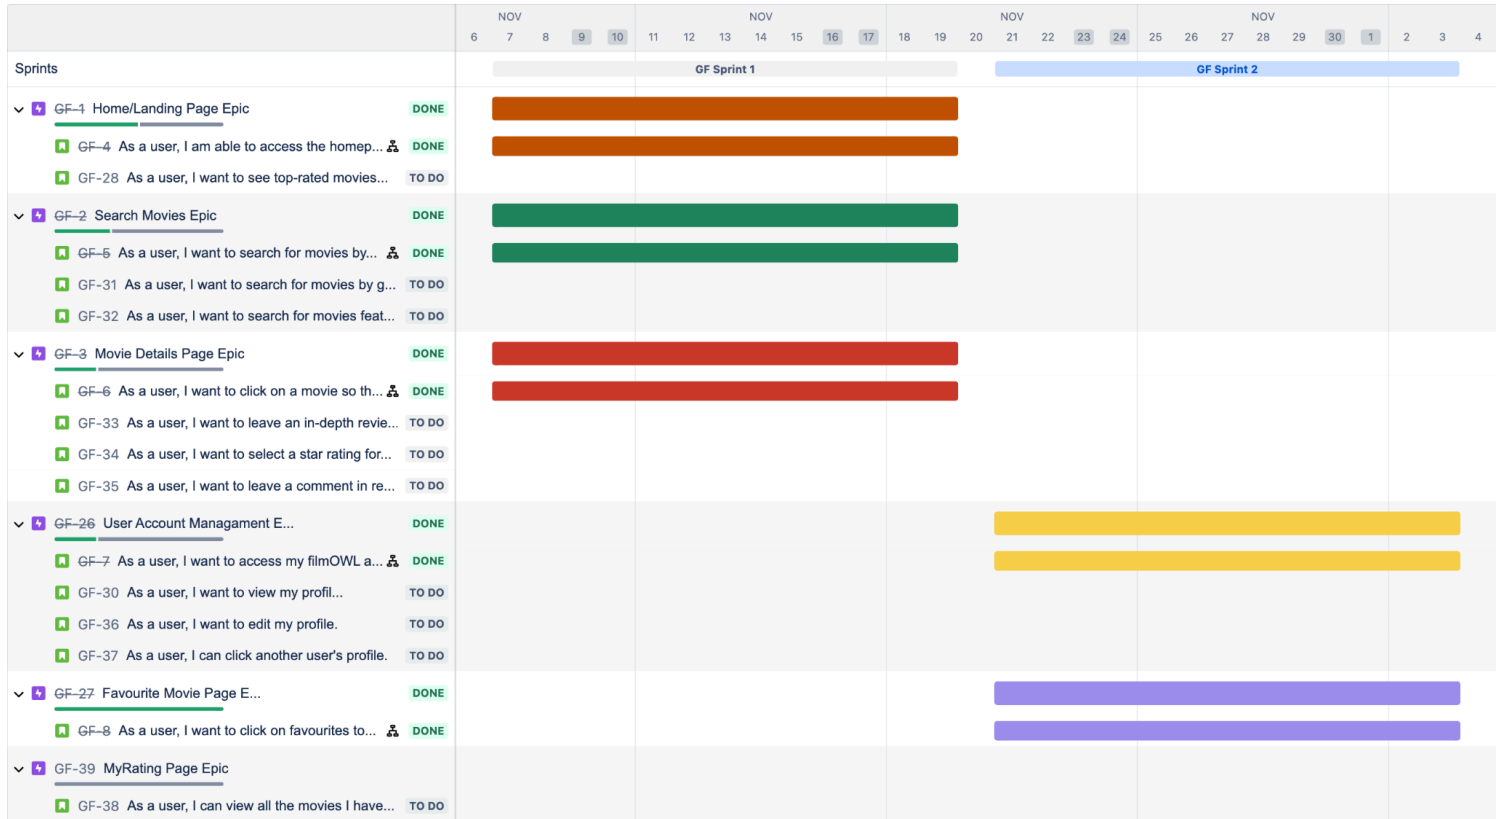 NOV NOV NOV NOV
6 7 8 9 10 11 12 13 14 15 16 17 18 19 20 21 22 23 24 25 26 27 28 29 30 1 2 3 4
Sprints GF Sprint 1 GF Sprint 2
GF-1 Home/Landing Page Epic DONE
GF-4 As a user, I am able to access the homep... DONE
GF-28 As a user, I want to see top-rated movies... TO DO
GF-2 Search Movies Epic DONE
GF-5 As a user, I want to search for movies by... DONE
GF-31 As a user, I want to search for movies by g... TO DO
GF-32 As a user, I want to search for movies feat... TO DO
GF-3 Movie Details Page Epic DONE
GF-6 As a user, I want to click on a movie so th... DONE
GF-33 As a user, I want to leave an in-depth revie... TO DO
GF-34 As a user, I want to select a star rating for... TO DO
GF-35 As a user, I want to leave a comment in re... TO DO
GF-26 User Account Managament E... DONE
GF-7 As a user, I want to access my filmOWL a... DONE
GF-30 As a user, I want to view my profil... TO DO
GF-36 As a user, I want to edit my profile. TO DO
GF-37 As a user, I can click another user's profile. TO DO
GF-27 Favourite Movie Page E... DONE
GF-8 As a user, I want to click on favourites to... DONE
GF-39 MyRating Page Epic
GF-38 As a user, I can view all the movies I have... TO DO